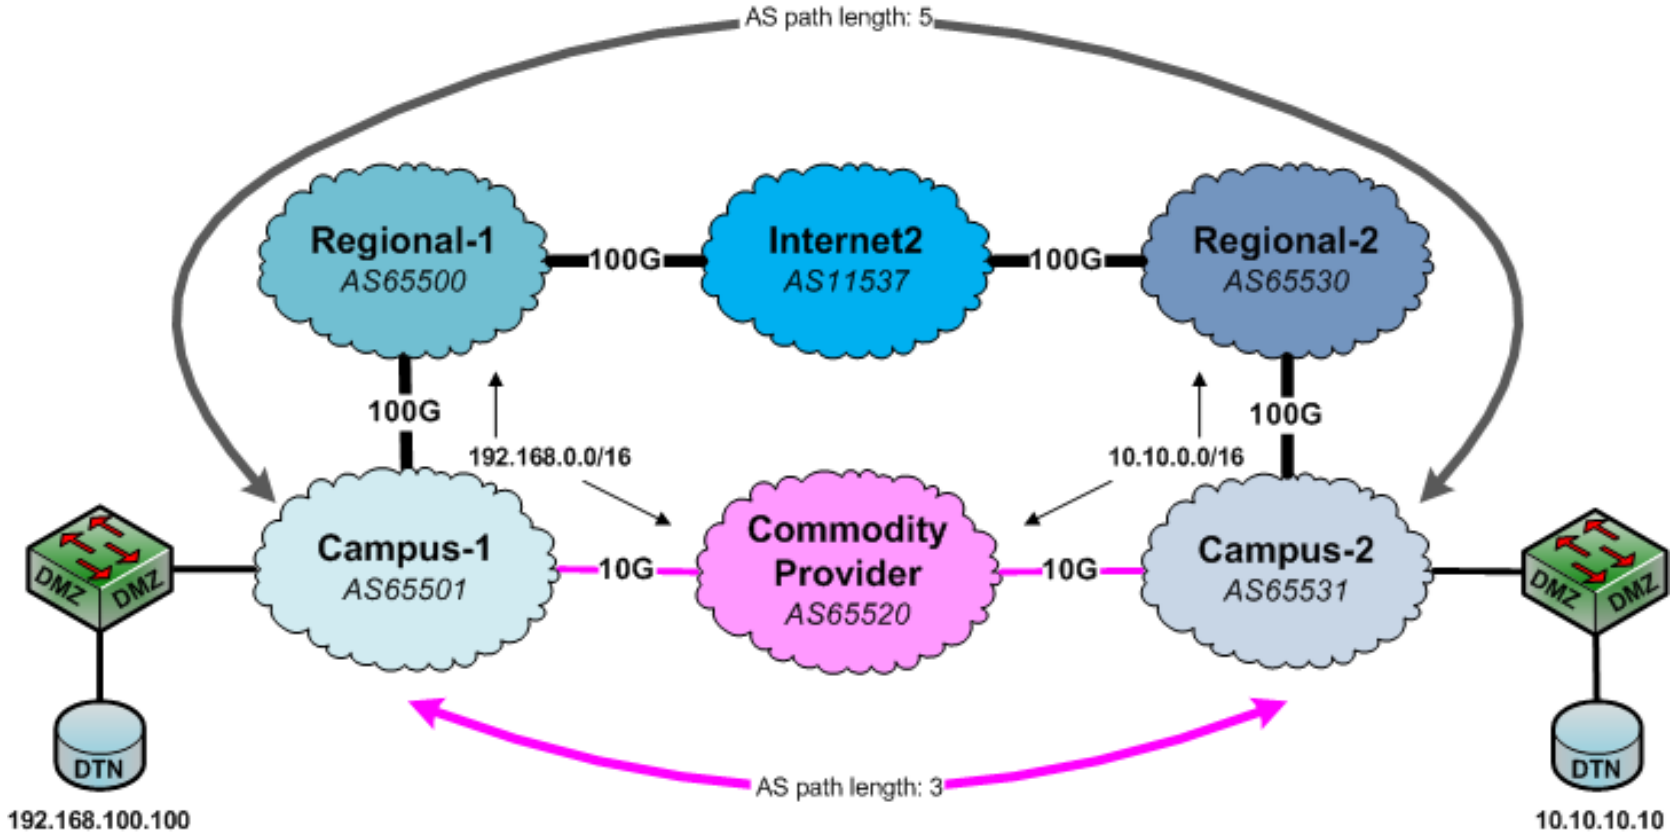 AS path length: 5
Regional-1
AS65500
100G
Internet2
AS11537
100G
Regional-2
AS65530
100G
192.168.0.0/16
10.10.0.0/16
100G
DMZ DMZ
Campus-1
AS65501
10G
Commodity
Provider
AS65520
10G
Campus-2
AS65531
DMZ DMZ
DTN
192.168.100.100
AS path length: 3
DTN
10.10.10.10